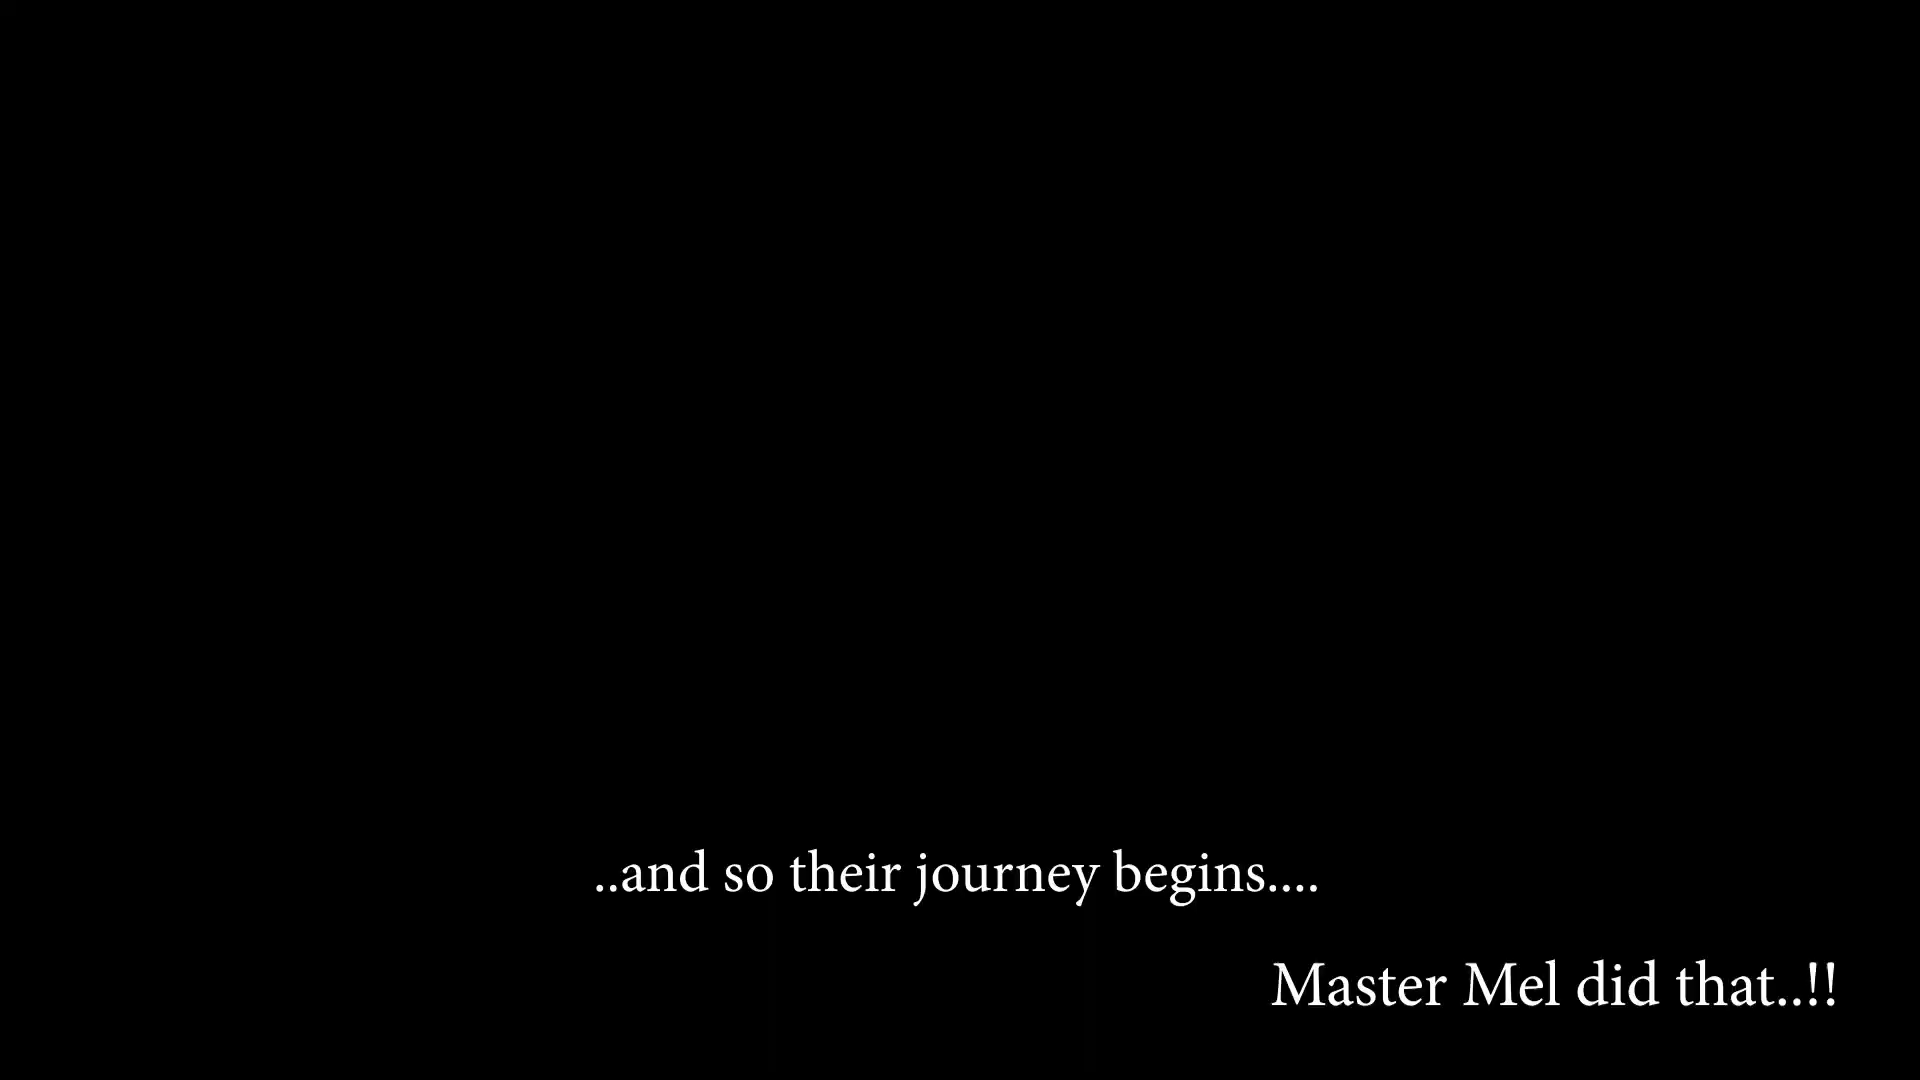 ..and so their journey begins....
Master Mel did that..!!